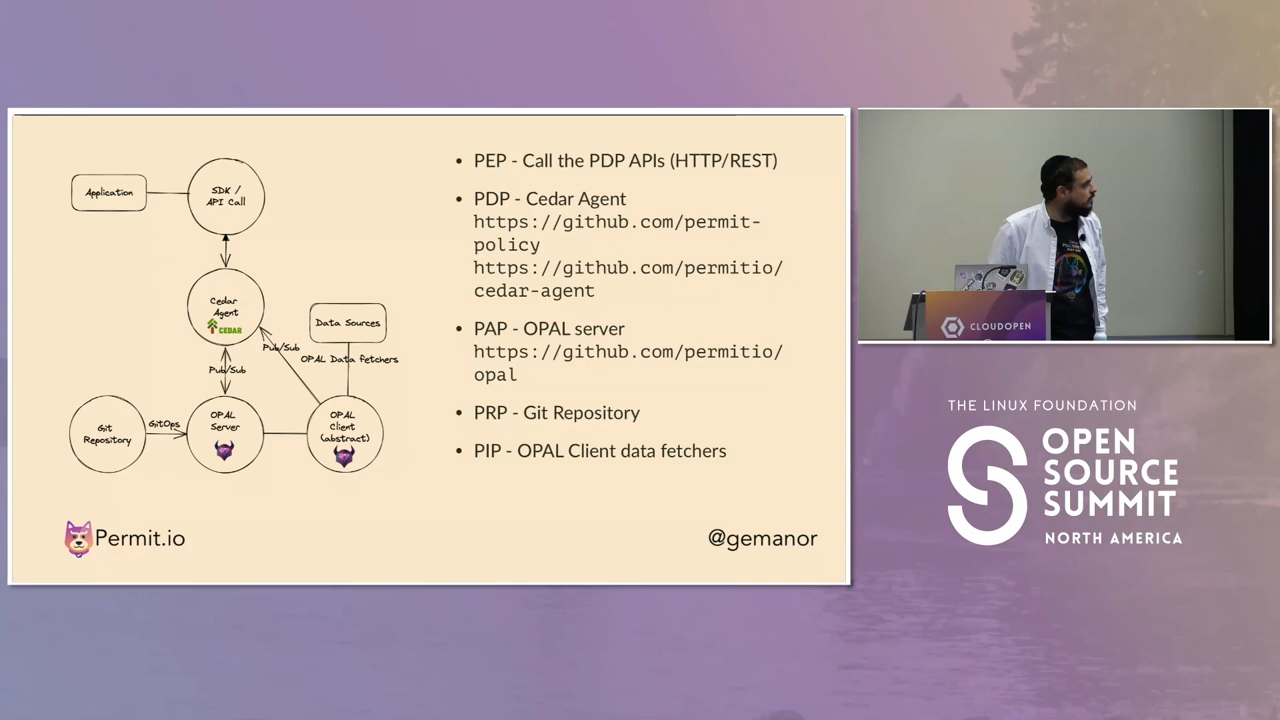 Application
SDK /
API Call
Cedar
Agent
CEDAR
Data Sources
Pub/Sub
OPAL Data fetchers
Pub/Sub
Git
Repository
GitOps
OPAL
Server
OPAL
Client
(abstract)
• PEP - Call the PDP APIs (HTTP/REST)
• PDP - Cedar Agent
https://github.com/permit-
policy
https://github.com/permitio/
cedar-agent
• PAP - OPAL server
https://github.com/permitio/
opal
• PRP - Git Repository
• PIP - OPAL Client data fetchers
Permit.io
@gemanor
CLOUDOPEN
THE LINUX FOUNDATION
OPEN
SOURCE
SUMMIT
NORTH AMERICA